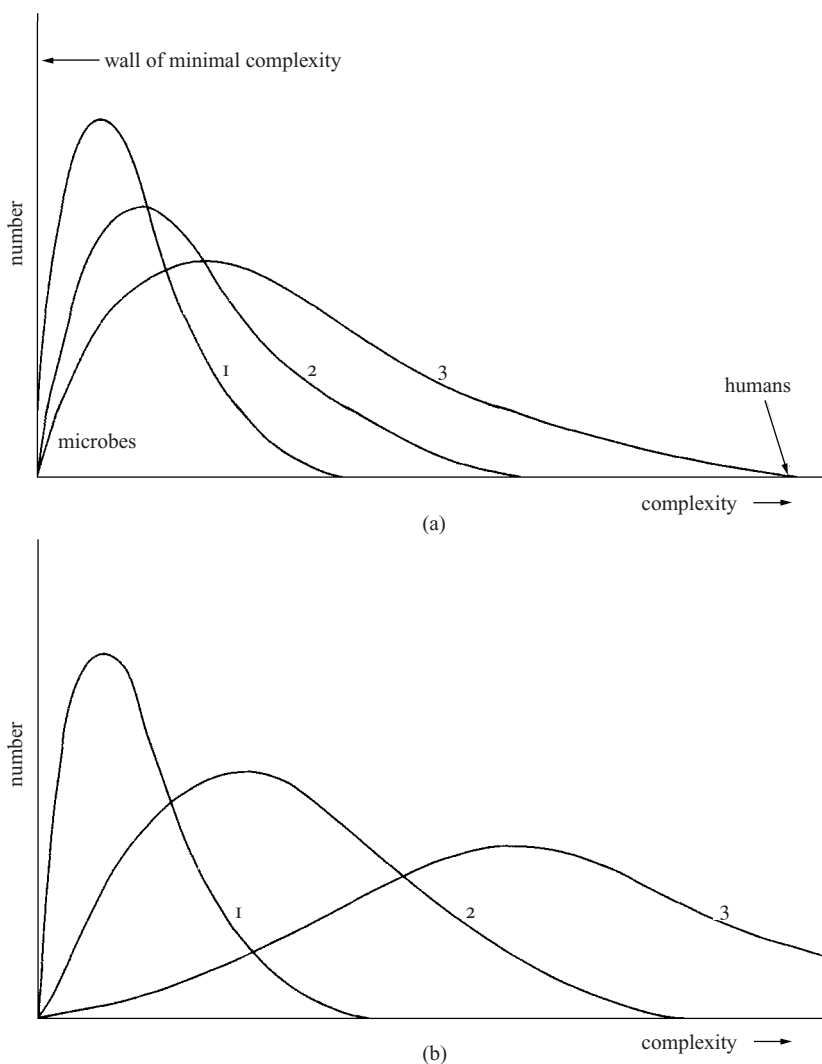 wall of minimal complexity
number
1
2
3
humans
microbes
complexity
(a)
number
1
2
3
complexity
(b)